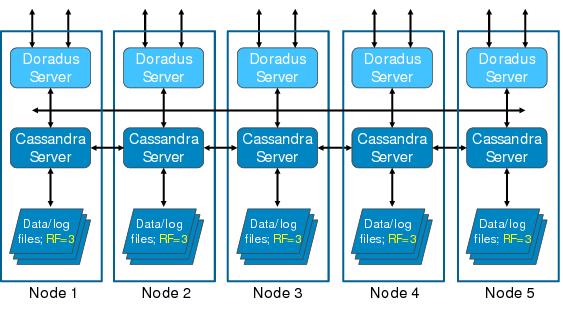 Doradus
Server
Doradus
Server
Doradus
Server
Doradus
Server
Doradus
Server
Cassandra
Server
Cassandra
Server
Cassandra
Server
Cassandra
Server
Cassandra
Server
Data/log
files; RF=3
Data/log
files; RF=3
Data/log
files; RF=3
Data/log
files; RF=3
Data/log
files; RF=3
Node 1
Node 2
Node 3
Node 4
Node 5